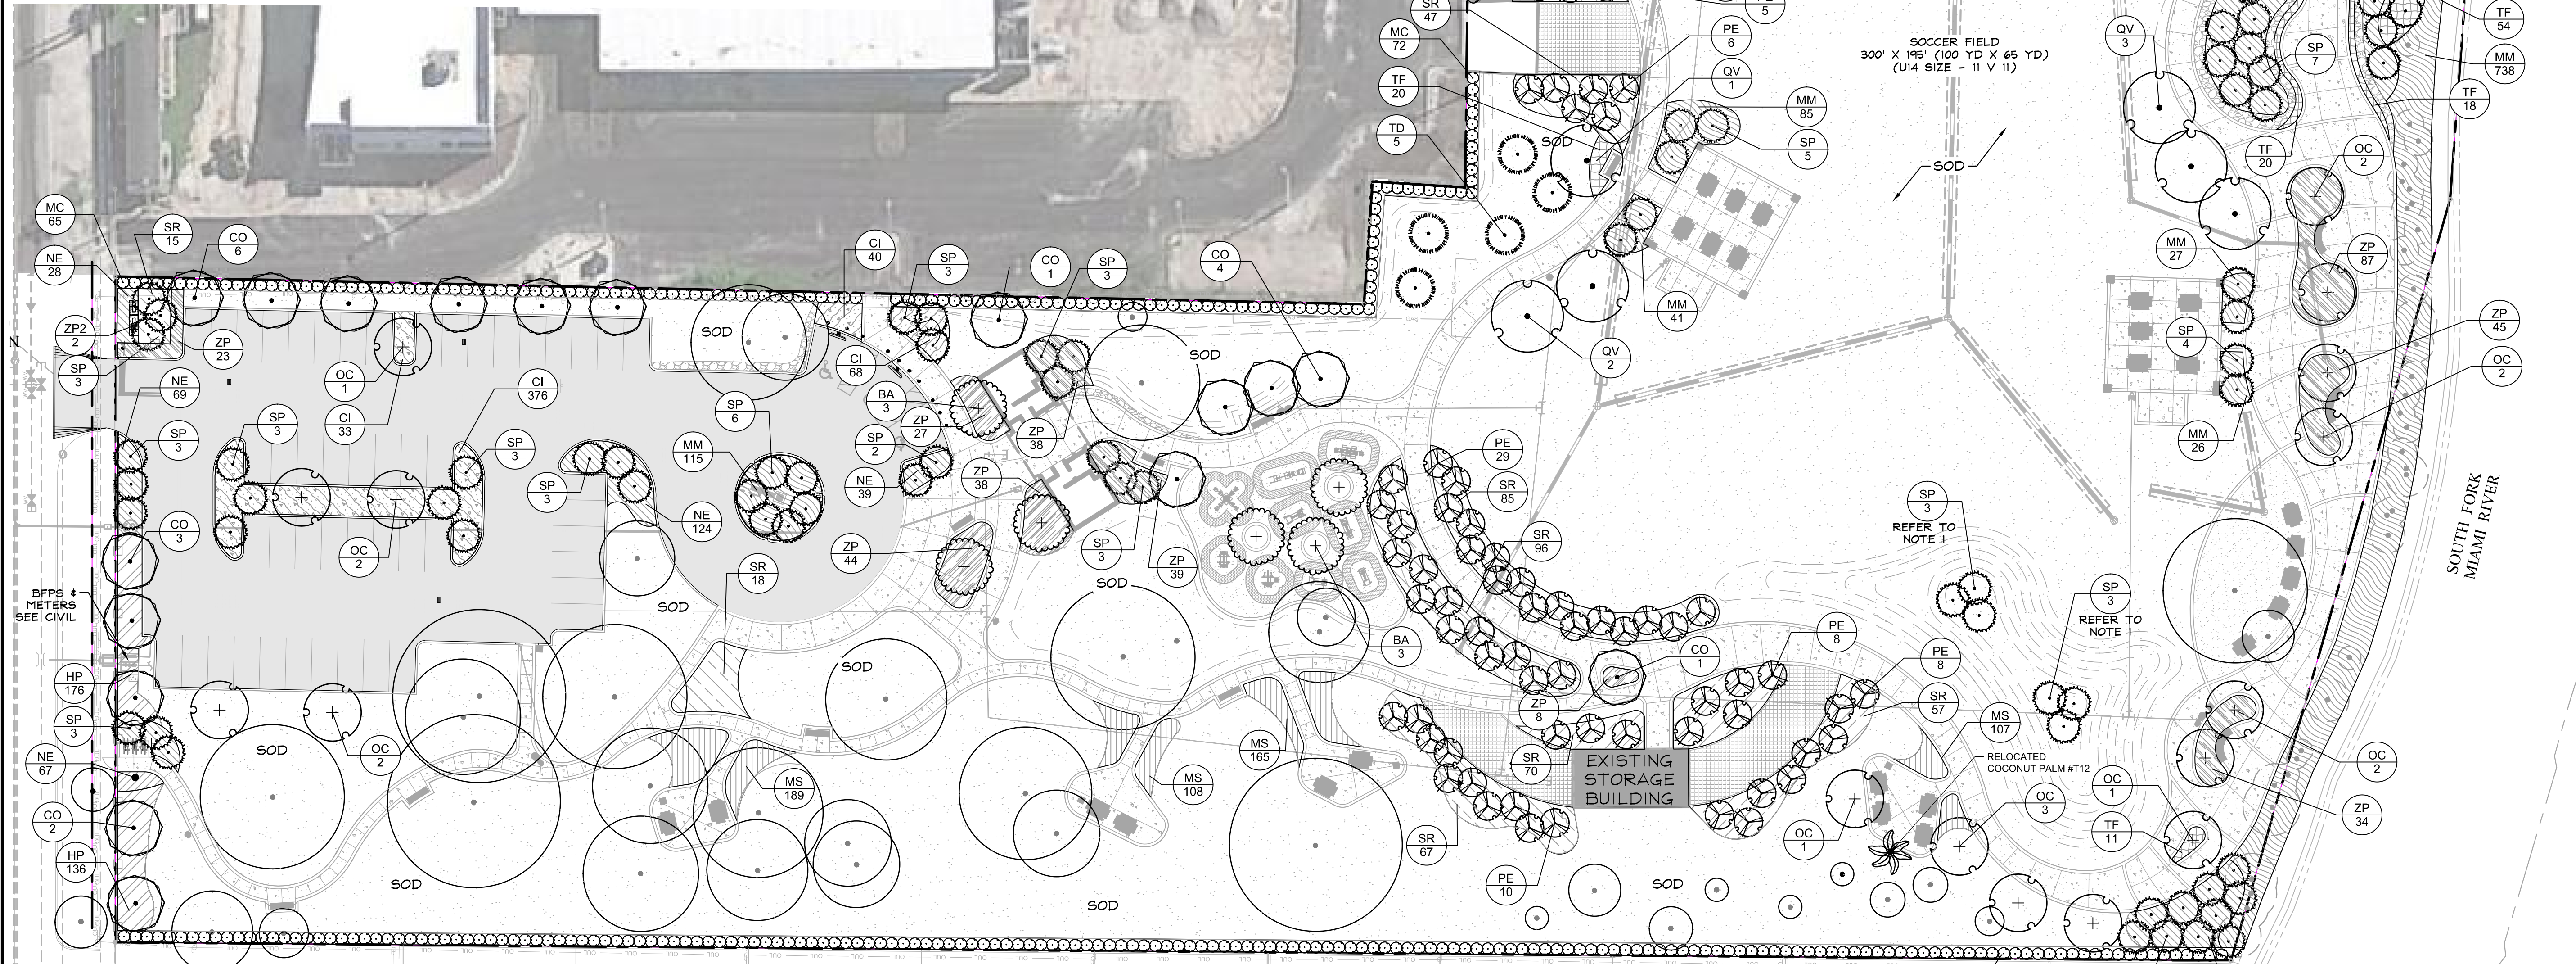 SR
47
5
MC
72
PE
6
TF
20
QV
1
TD
5
MM
85
SP
5
SOD
SOCCER FIELD
300' X 195' (100 YD X 65 YD)
(U14 SIZE - 11 V 11)
SOD
QV
3
SP
7
TF
54
MM
738
TF
18
TF
20
OC
2
MC
65
SR
15
CO
6
NE
28
ZP2
2
SP
3
ZP
23
N
OC
1
CI
33
CI
376
CI
40
SP
3
CO
1
SP
3
CO
4
SOD
CI
68
SOD
MM
41
QV
2
MM
27
ZP
87
SP
4
ZP
45
OC
2
MM
26
NE
69
SP
3
SP
3
SP
3
SP
3
SP
6
MM
115
BA
3
ZP
27
ZP
38
SP
2
NE
39
ZP
38
PE
29
SR
85
SR
96
CO
3
OC
2
NE
124
SR
18
ZP
44
SP
3
ZP
39
SOD
SP
3
REFER TO
NOTE 1
SP
3
REFER TO
NOTE 1
SOUTH FORK
MIAMI RIVER
BFPS &
METERS
SEE CIVIL
SOD
SOD
BA
3
CO
1
PE
8
PE
8
HP
176
SP
3
NE
67
SOD
OC
2
MS
189
MS
108
MS
165
ZP
8
SR
70
EXISTING
STORAGE
BUILDING
SR
57
MS
107
RELOCATED
COCONUT PALM #T12
OC
1
OC
3
OC
1
TF
11
OC
2
ZP
34
CO
2
HP
136
SOD
SOD
SR
67
PE
10
SOD